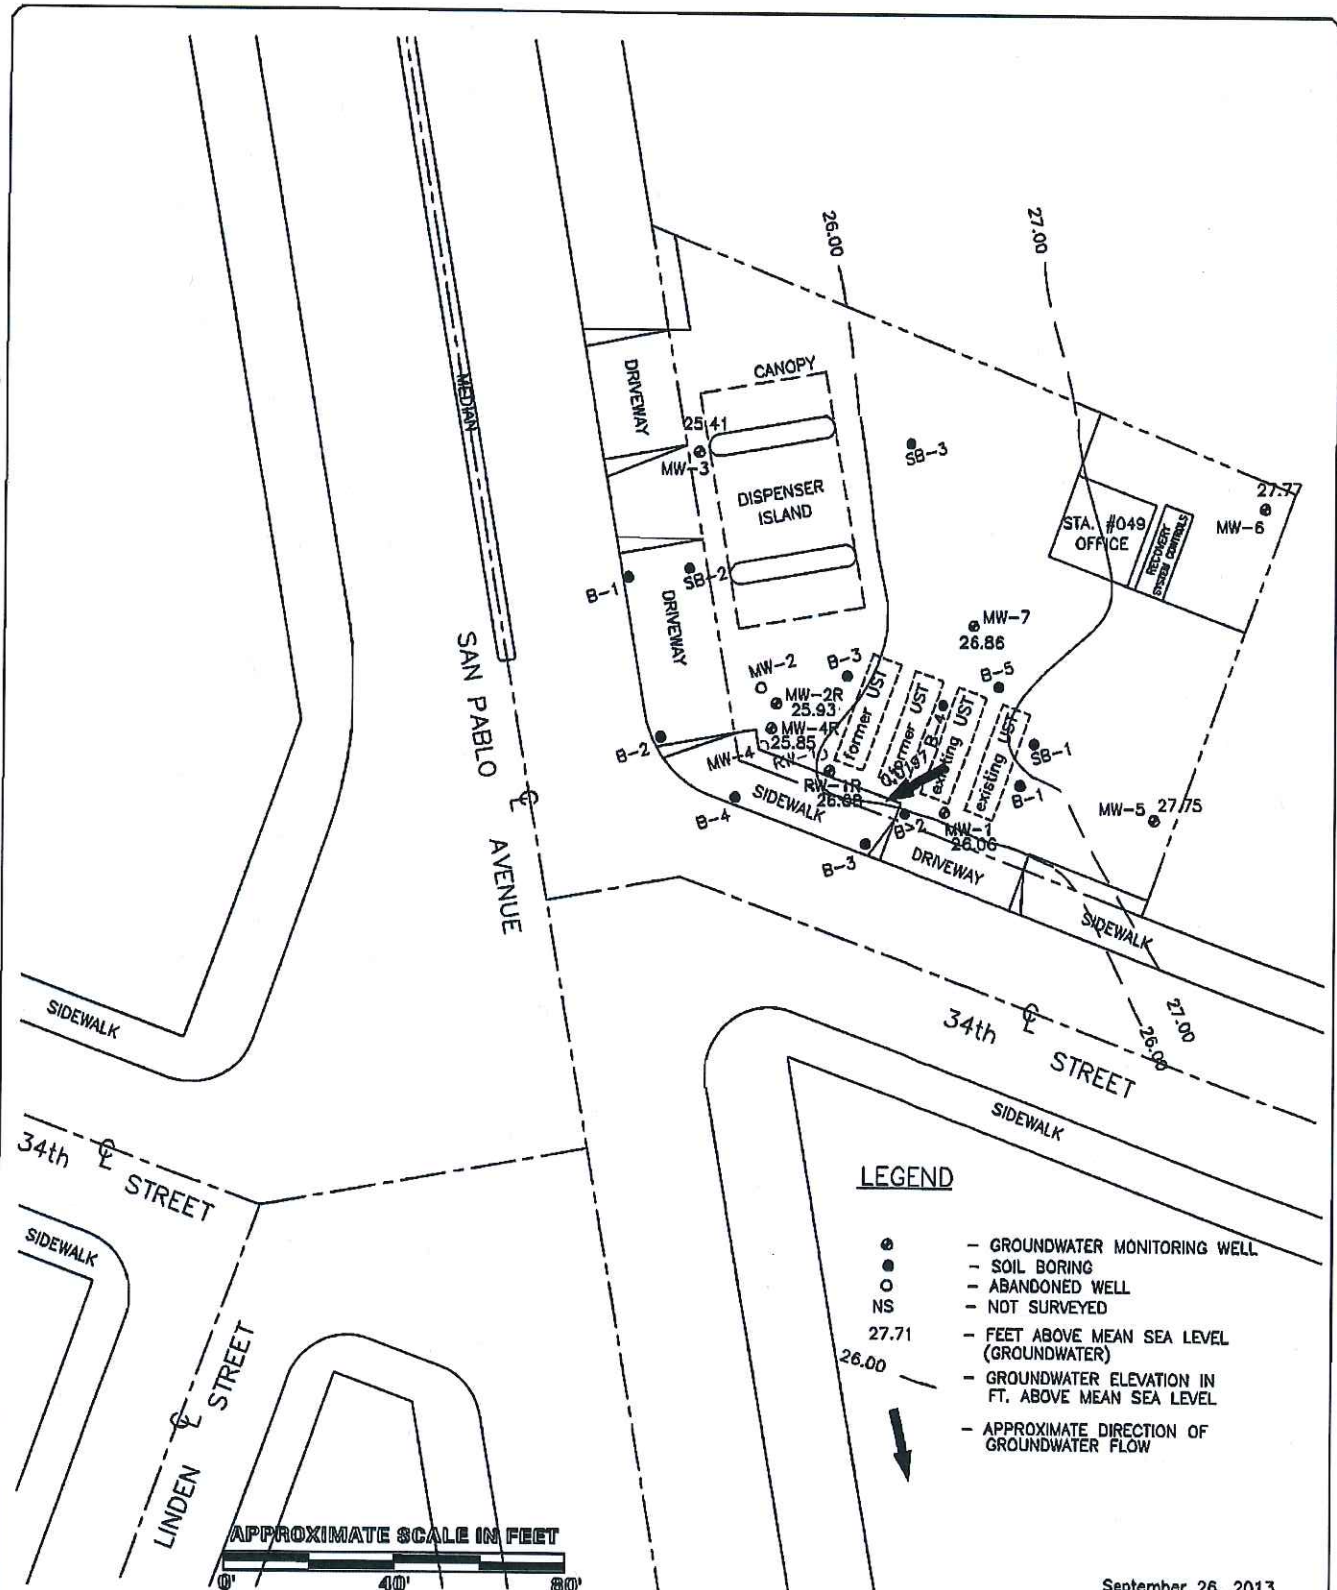 26.00
27.00
MEDIAN
DRIVEWAY
CANOPY
25.41
MW-3
SB-3
DISPENSER
ISLAND
27.77
MW-6
STA. #049
OFFICE
RECOVERY
SYSTEM CONTROLS
B-1
SB-2
DRIVEWAY
MW-7
26.86
SAN PABLO
℄
AVENUE
MW-2
B-3
B-5
MW-2R
25.93
MW-4R
25.85
former UST
former UST
B-4
existing UST
existing UST
0.0197
B-2
MW-4
RW-1
RW-1R
26.08
SB-1
B-1
SIDEWALK
B-4
B-2
MW-1
26.06
MW-5
27.75
B-3
DRIVEWAY
SIDEWALK
SIDEWALK
34th
℄
STREET
27.00
26.00
SIDEWALK
34th
℄
STREET
SIDEWALK
LINDEN
℄
STREET
LEGEND
- GROUNDWATER MONITORING WELL
- SOIL BORING
- ABANDONED WELL
NS - NOT SURVEYED
27.71 - FEET ABOVE MEAN SEA LEVEL
(GROUNDWATER)
26.00 - GROUNDWATER ELEVATION IN
FT. ABOVE MEAN SEA LEVEL
- APPROXIMATE DIRECTION OF
GROUNDWATER FLOW
APPROXIMATE SCALE IN FEET
0' 40' 80'
September 26, 2013